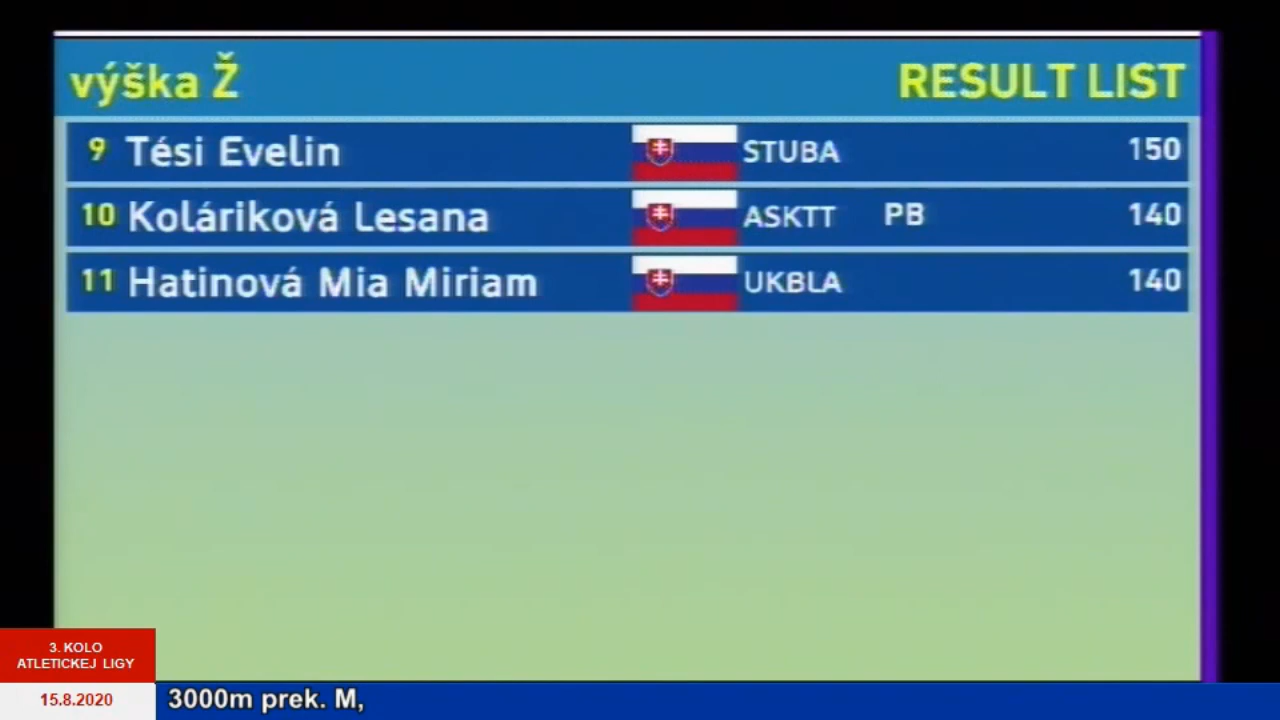 výška Ž RESULT LIST
9 Tési Evelin STUBA 150
10 Koláriková Lesana ASKTT PB 140
11 Hatinová Mia Miriam UKBLA 140
3. KOLO
ATLETICKEJ LIGY
15.8.2020
3000m prek. M,